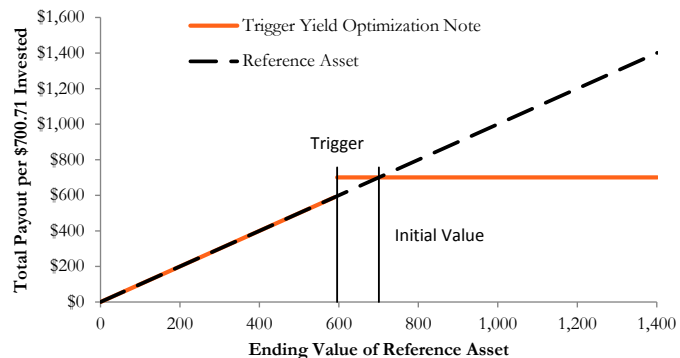 Total Payout per $700.71 Invested
$1,600
$1,400
$1,200
$1,000
$800
$600
$400
$200
$0
Trigger Yield Optimization Note
Reference Asset
Trigger
Initial Value
0
200
400
600
800
1,000
1,200
1,400
Ending Value of Reference Asset